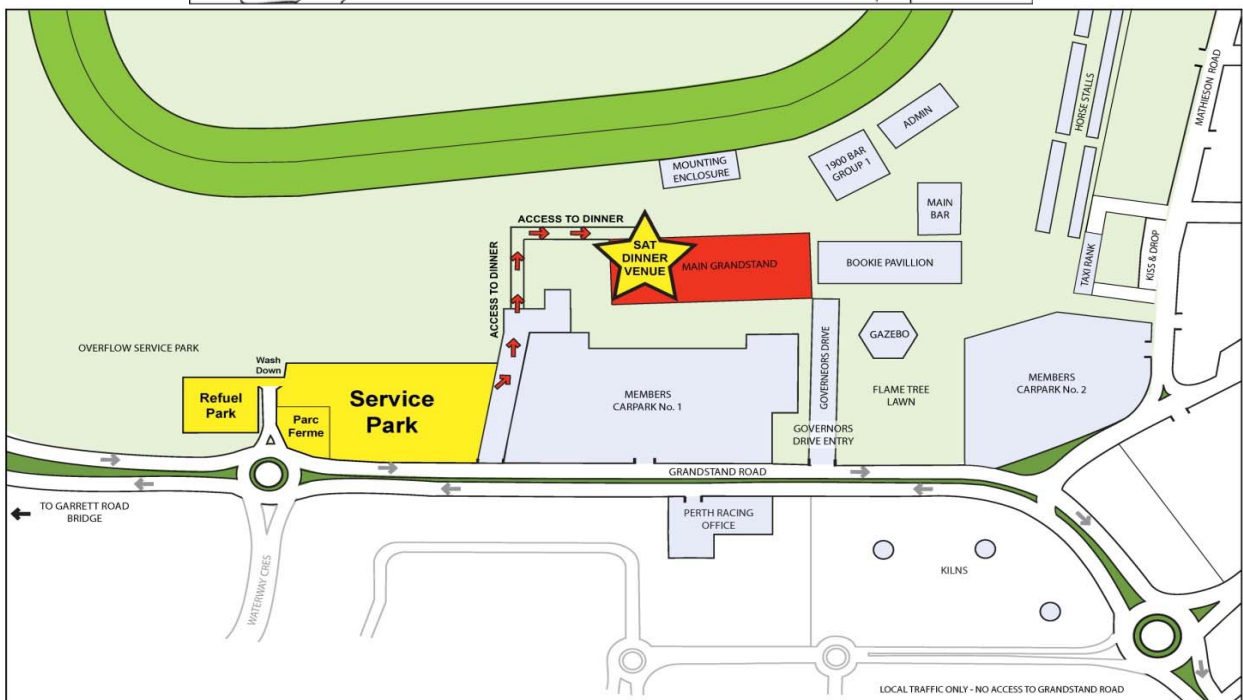 MATHIESON ROAD
HORSE STALLS
ADMIN
1900 BAR
GROUP 1
MOUNTING
ENCLOSURE
MAIN
BAR
ACCESS TO DINNER
SAT
DINNER
VENUE
MAIN GRANDSTAND
BOOKIE PAVILLION
TAXI RANK
KISS & DROP
ACCESS TO DINNER
GOVERNEORS DRIVE
GAZEBO
OVERFLOW SERVICE PARK
Wash
Down
Refuel
Park
Parc
Ferme
Service
Park
MEMBERS
CARPARK No. 1
FLAME TREE
LAWN
MEMBERS
CARPARK No. 2
GOVERNORS
DRIVE ENTRY
GRANDSTAND ROAD
TO GARRETT ROAD
BRIDGE
PERTH RACING
OFFICE
WATERWAY CRES
KILNS
LOCAL TRAFFIC ONLY - NO ACCESS TO GRANDSTAND ROAD